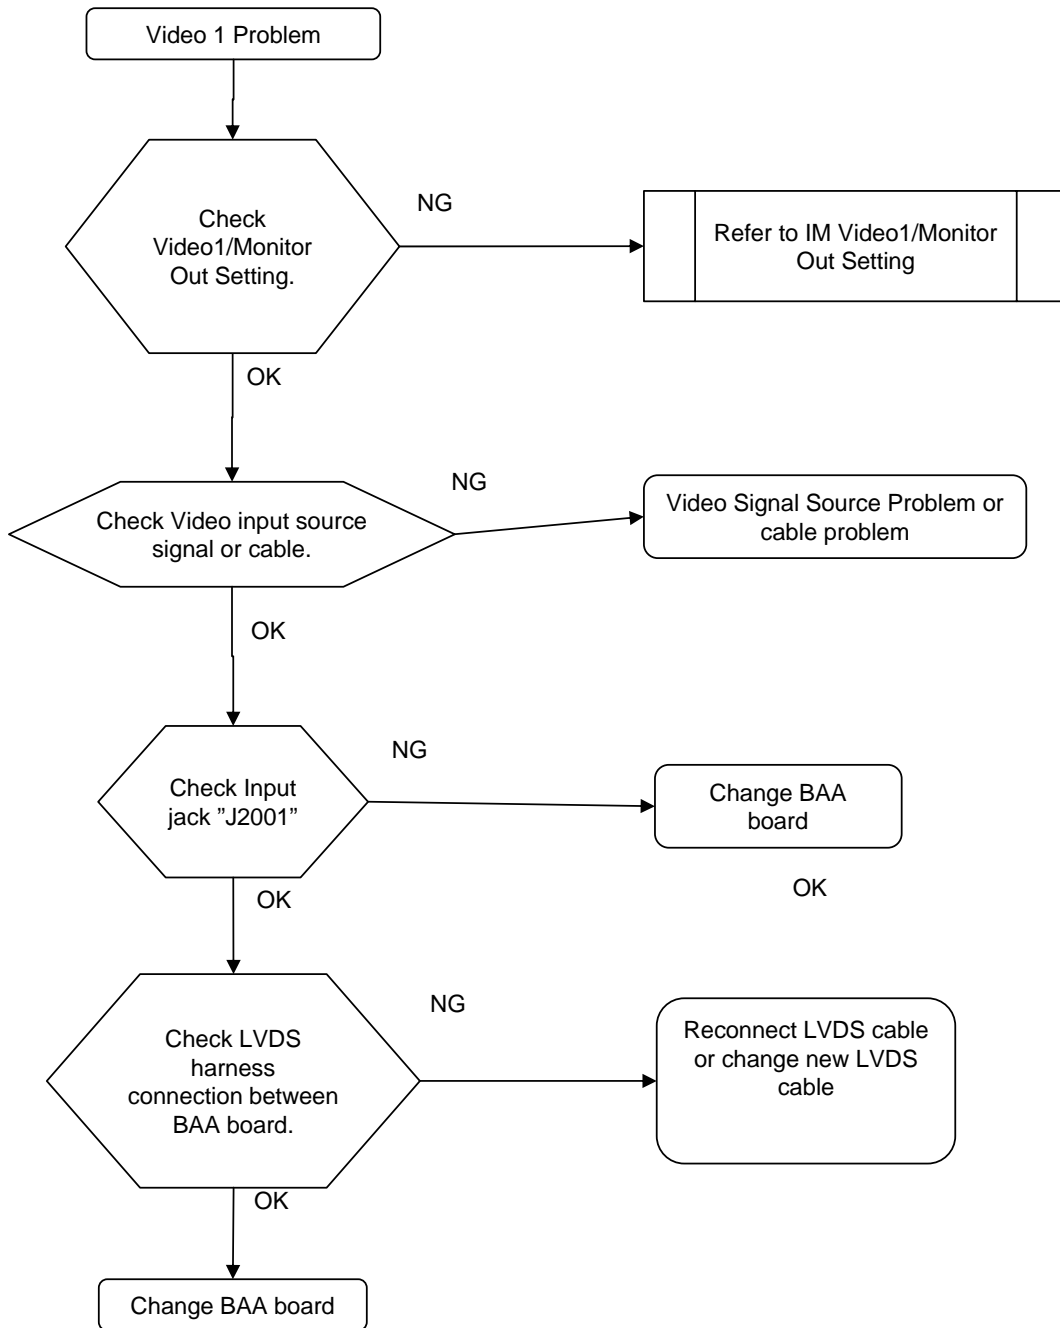 Video 1 Problem
Check
Video1/Monitor
Out Setting.
NG
Refer to IM Video1/Monitor
Out Setting
OK
Check Video input source
signal or cable.
NG
Video Signal Source Problem or
cable problem
OK
Check Input
jack ”J2001”
NG
Change BAA
board
OK
OK
Check LVDS
harness
connection between
BAA board.
NG
Reconnect LVDS cable
or change new LVDS
cable
OK
Change BAA board